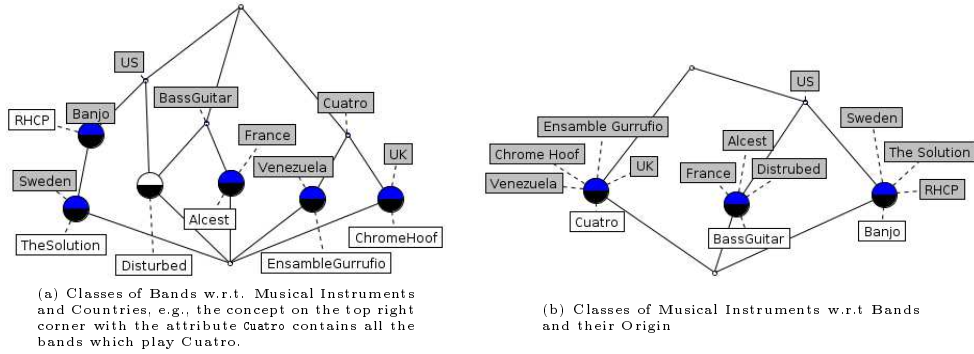 US
BassGuitar
Cuatro
Banjo
RHCP
France
Venezuela
UK
Sweden
Alcest
TheSolution
ChromeHoof
Disturbed
EnsambleGurrufio
(a) Classes of Bands w.r.t. Musical Instruments
and Countries, e.g., the concept on the top right
corner with the attribute Cuatro contains all the
bands which play Cuatro.
US
Ensamble Gurrufio
Sweden
Alcest
Chrome Hoof
The Solution
UK
France
Distrubed
Venezuela
RHCP
Cuatro
BassGuitar
Banjo
(b) Classes of Musical Instruments w.r.t Bands
and their Origin